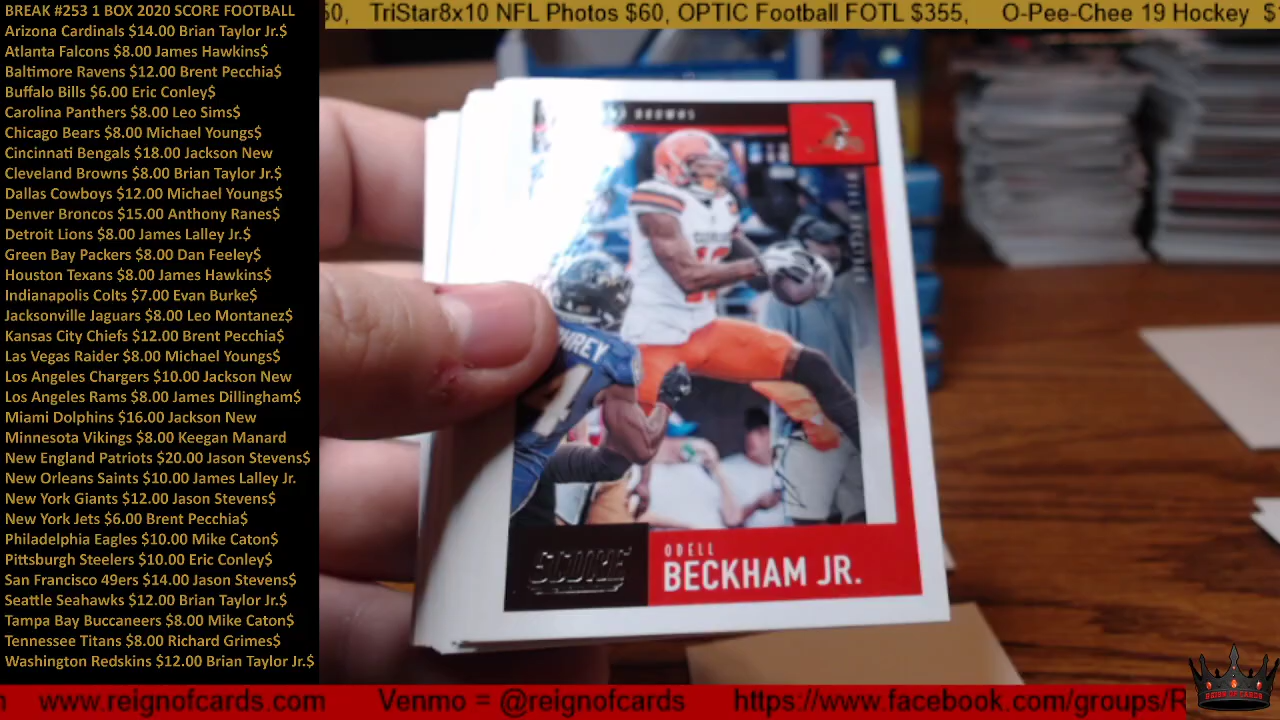 BREAK #253 1 BOX 2020 SCORE FOOTBALL
Arizona Cardinals $14.00 Brian Taylor Jr.$
Atlanta Falcons $8.00 James Hawkins$
Baltimore Ravens $12.00 Brent Pecchia$
Buffalo Bills $6.00 Eric Conley$
Carolina Panthers $8.00 Leo Sims$
Chicago Bears $8.00 Michael Youngs$
Cincinnati Bengals $18.00 Jackson New
Cleveland Browns $8.00 Brian Taylor Jr.$
Dallas Cowboys $12.00 Michael Youngs$
Denver Broncos $15.00 Anthony Ranes$
Detroit Lions $8.00 James Lalley Jr.$
Green Bay Packers $8.00 Dan Feeley$
Houston Texans $8.00 James Hawkins$
Indianapolis Colts $7.00 Evan Burke$
Jacksonville Jaguars $8.00 Leo Montanez$
Kansas City Chiefs $12.00 Brent Pecchia$
Las Vegas Raider $8.00 Michael Youngs$
Los Angeles Chargers $10.00 Jackson New
Los Angeles Rams $8.00 James Dillingham$
Miami Dolphins $16.00 Jackson New
Minnesota Vikings $8.00 Keegan Manard
New England Patriots $20.00 Jason Stevens$
New Orleans Saints $10.00 James Lalley Jr.
New York Giants $12.00 Jason Stevens$
New York Jets $6.00 Brent Pecchia$
Philadelphia Eagles $10.00 Mike Caton$
Pittsburgh Steelers $10.00 Eric Conley$
San Francisco 49ers $14.00 Jason Stevens$
Seattle Seahawks $12.00 Brian Taylor Jr.$
Tampa Bay Buccaneers $8.00 Mike Caton$
Tennessee Titans $8.00 Richard Grimes$
Washington Redskins $12.00 Brian Taylor Jr.$
50, TriStar8x10 NFL Photos $60, OPTIC Football FOTL $355, O-Pee-Chee 19 Hockey $
BROWNS
WIDE RECEIVER
HREY
4
SCORE
ODELL
BECKHAM JR.
www.reignofcards.com Venmo = @reignofcards https://www.facebook.com/groups/R
REIGN OF CARDS